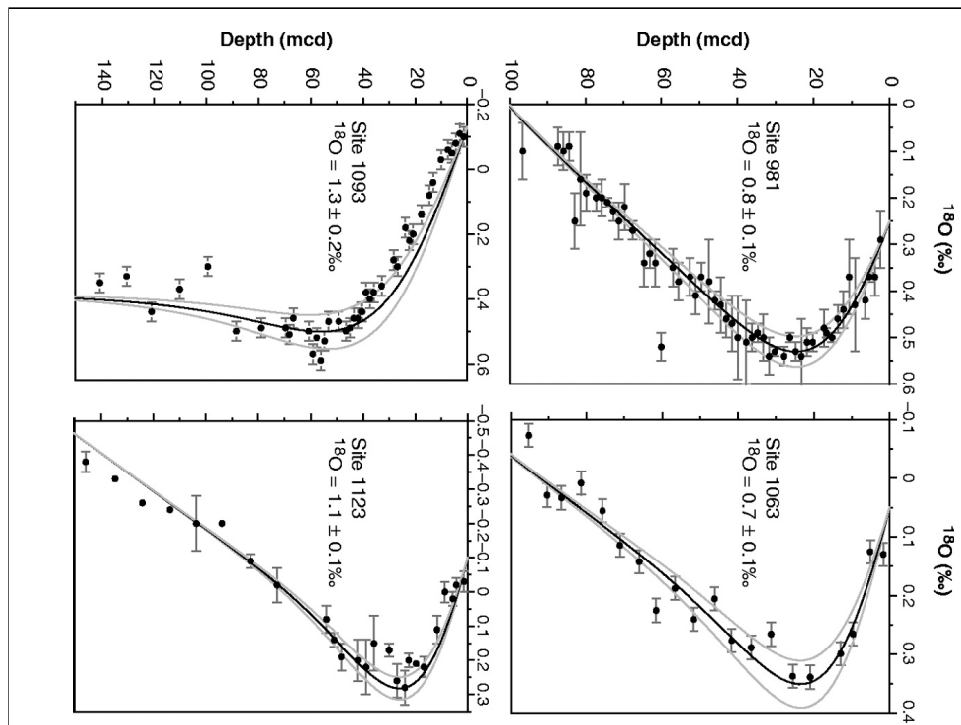 Depth (mcd)
140 120 100 80 60 40 20 0
–0.2 0 0.2 0.4 0.6
Site 1093
18O = 1.3 ± 0.2‰
Depth (mcd)
100 80 60 40 20 0
0 0.1 0.2 0.3 0.4 0.5 0.6
18O (‰)
Site 981
18O = 0.8 ± 0.1‰
–0.5 –0.4 –0.3 –0.2 –0.1 0 0.1 0.2 0.3
Site 1123
18O = 1.1 ± 0.1‰
–0.1 0 0.1 0.2 0.3 0.4
18O (‰)
Site 1063
18O = 0.7 ± 0.1‰